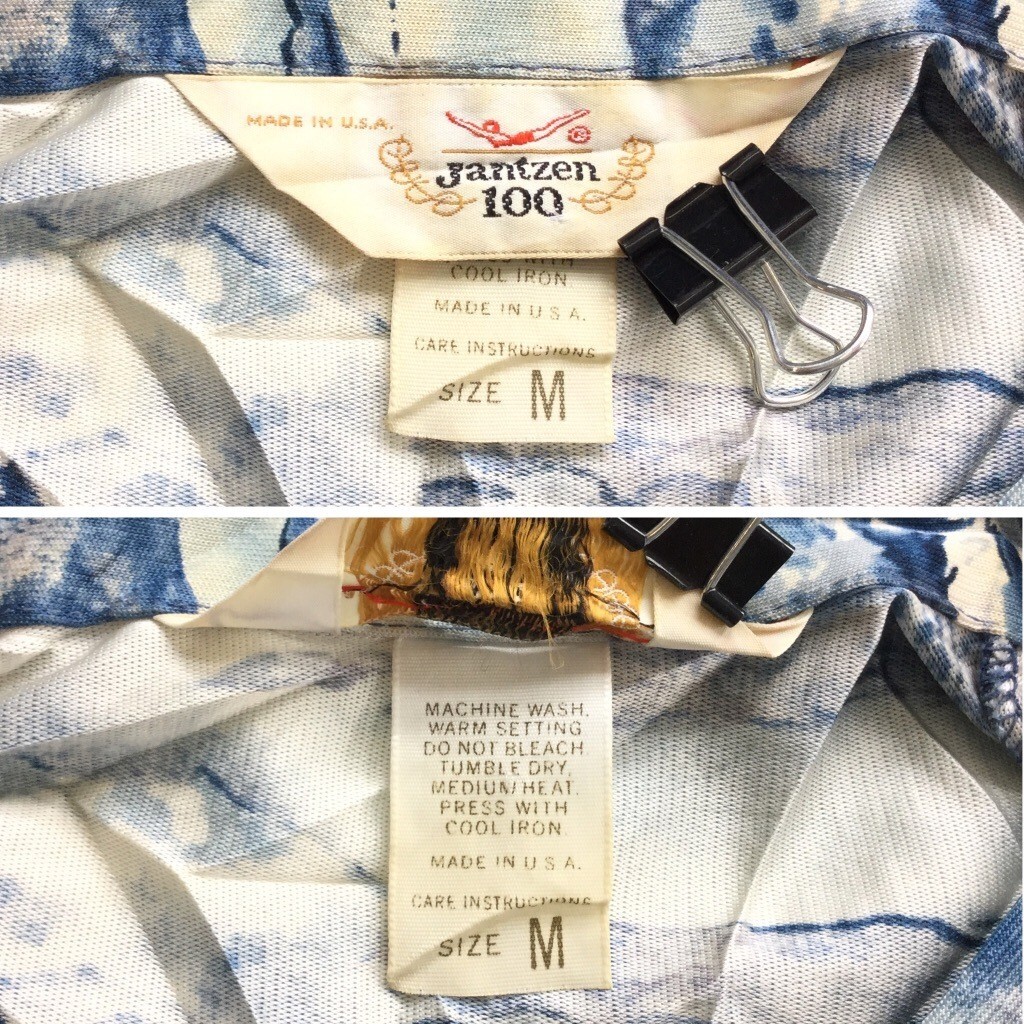 MADE IN U.S.A.
Jantzen
100
COOL IRON
MADE IN U S A.
CARE INSTRUCTIONS
SIZE M
MACHINE WASH.
WARM SETTING
DO NOT BLEACH.
TUMBLE DRY,
MEDIUM HEAT.
PRESS WITH
COOL IRON.
MADE IN U S A.
CARE INSTRUCTIONS
SIZE M